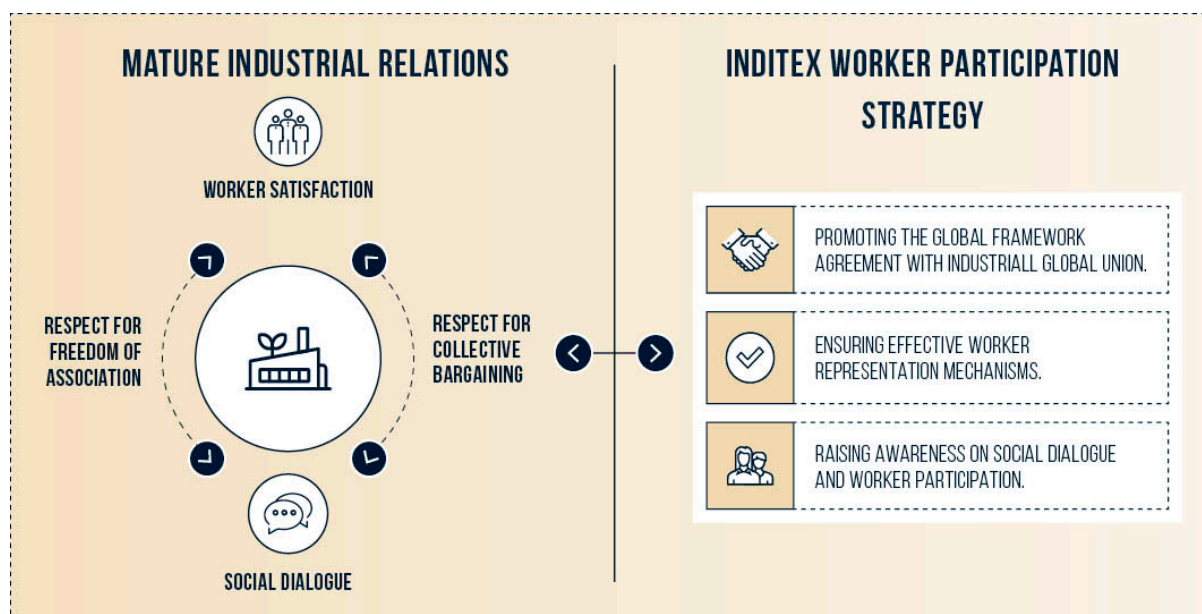 MATURE INDUSTRIAL RELATIONS
WORKER SATISFACTION
RESPECT FOR
FREEDOM OF
ASSOCIATION
RESPECT FOR
COLLECTIVE
BARGAINING
SOCIAL DIALOGUE
INDITEX WORKER PARTICIPATION
STRATEGY
PROMOTING THE GLOBAL FRAMEWORK
AGREEMENT WITH INDUSTRIALL GLOBAL UNION.
ENSURING EFFECTIVE WORKER
REPRESENTATION MECHANISMS.
RAISING AWARENESS ON SOCIAL DIALOGUE
AND WORKER PARTICIPATION.